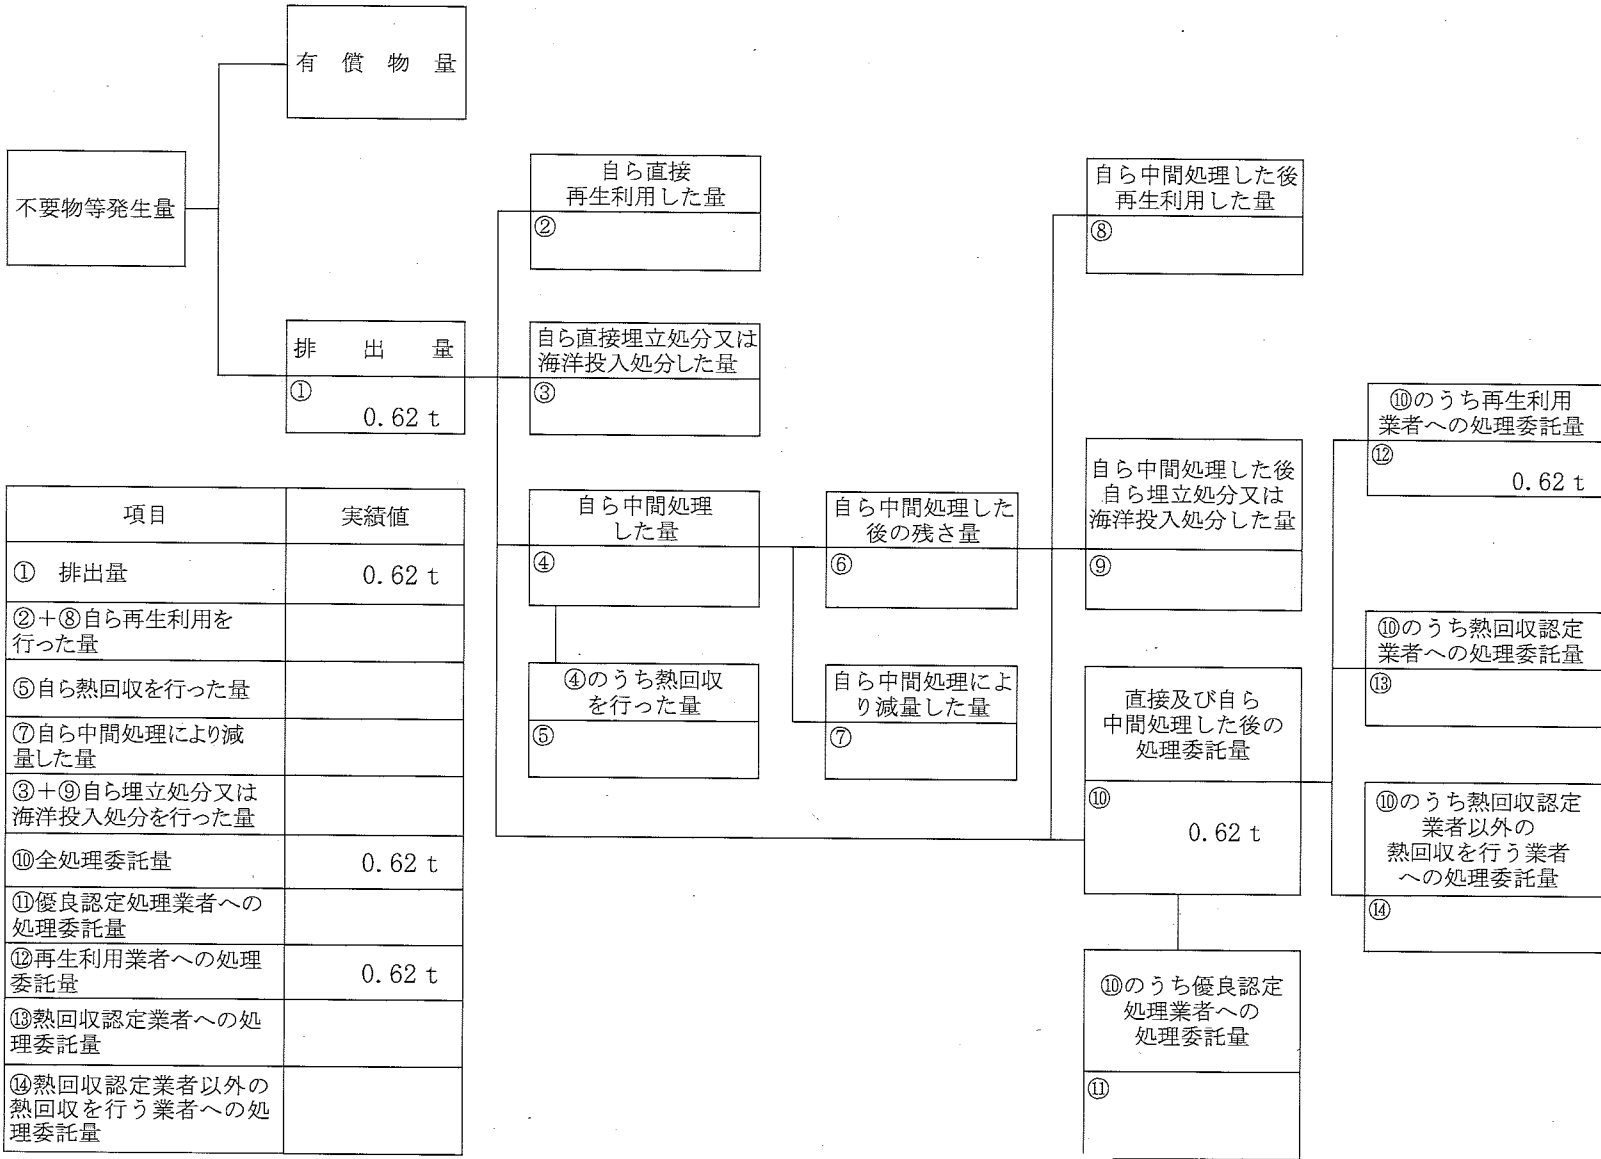 有償物量
不要物等発生量
自ら直接
再生利用した量
②
自ら中間処理した後
再生利用した量
⑧
排出量
①
0.62 t
自ら直接埋立処分又は
海洋投入処分した量
③
⑩のうち再生利用
業者への処理委託量
⑫
0.62 t
自ら中間処理
した量
④
自ら中間処理した
後の残さ量
⑥
自ら中間処理した後
自ら埋立処分又は
海洋投入処分した量
⑨
⑩のうち熱回収認定
業者への処理委託量
⑬
④のうち熱回収
を行った量
⑤
自ら中間処理によ
り減量した量
⑦
直接及び自ら
中間処理した後の
処理委託量
⑩
0.62 t
⑩のうち熱回収認定
業者以外の
熱回収を行う業者
への処理委託量
⑭
⑩のうち優良認定
処理業者への
処理委託量
⑪
項目 実績値
① 排出量 0.62 t
②+⑧自ら再生利用を
行った量
⑤自ら熱回収を行った量
⑦自ら中間処理により減
量した量
③+⑨自ら埋立処分又は
海洋投入処分を行った量
⑩全処理委託量 0.62 t
⑪優良認定処理業者への
処理委託量
⑫再生利用業者への処理
委託量 0.62 t
⑬熱回収認定業者への処
理委託量
⑭熱回収認定業者以外の
熱回収を行う業者への処
理委託量